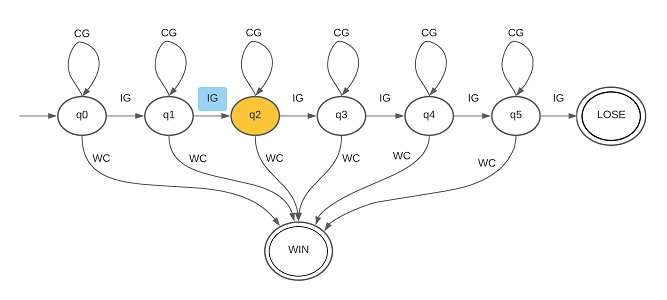 CG CG CG CG CG CG
IG IG IG IG IG IG
q0 q1 q2 q3 q4 q5 LOSE
WC WC WC WC WC WC
WIN